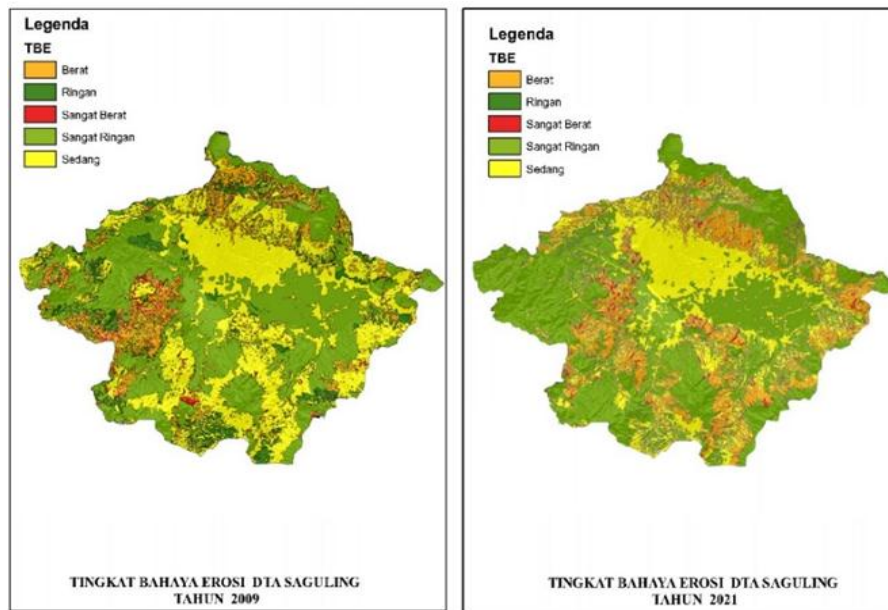 Legenda
TBE
Berat
Ringan
Sangat Berat
Sangat Ringan
Sedang
TINGKAT BAHAYA EROSI DTA SAGULING
TAHUN 2009
Legenda
TBE
Berat
Ringan
Sangat Berat
Sangat Ringan
Sedang
TINGKAT BAHAYA EROSI DTA SAGULING
TAHUN 2021